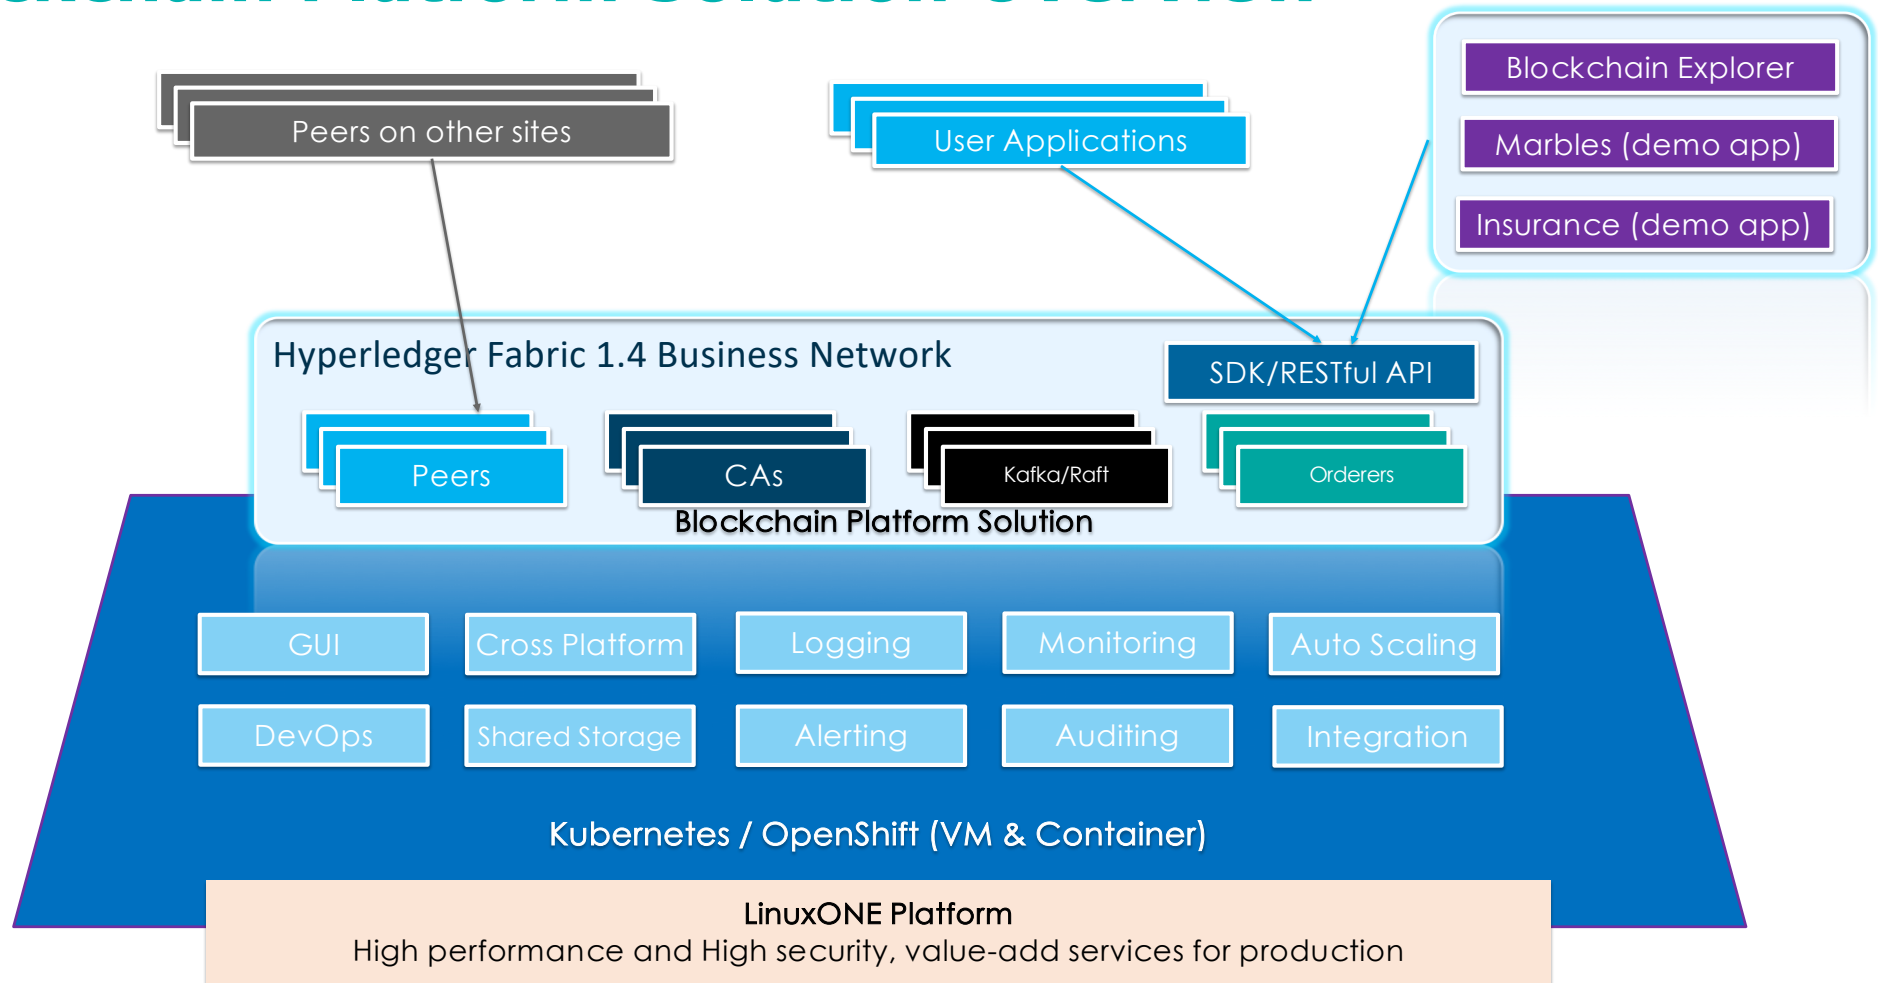 Platform Solution Overview
Blockchain Explorer
Peers on other sites
User Applications
Marbles (demo app)
Insurance (demo app)
Hyperledger Fabric 1.4 Business Network
SDK/RESTful API
Peers
CAs
Kafka/Raft
Orderers
Blockchain Platform Solution
GUI
Cross Platform
Logging
Monitoring
Auto Scaling
DevOps
Shared Storage
Alerting
Auditing
Integration
Kubernetes / OpenShift (VM & Container)
LinuxONE Platform
High performance and High security, value-add services for production